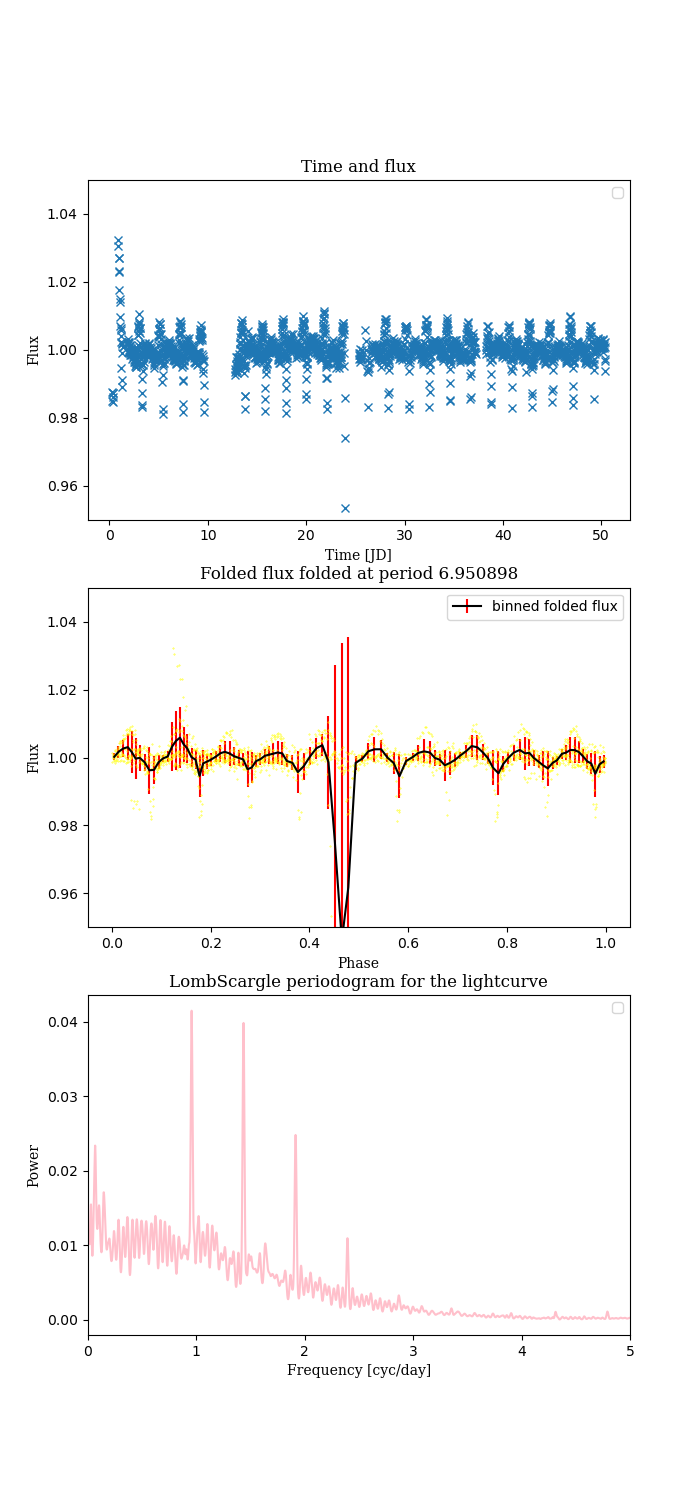 Time and flux
1.04
1.02
1.00
0.98
0.96
Flux
0 10 20 30 40 50
Time [JD]
Folded flux folded at period 6.950898
binned folded flux
1.04
1.02
1.00
0.98
0.96
Flux
0.0 0.2 0.4 0.6 0.8 1.0
Phase
LombScargle periodogram for the lightcurve
0.04
0.03
0.02
0.01
0.00
Power
0 1 2 3 4 5
Frequency [cyc/day]